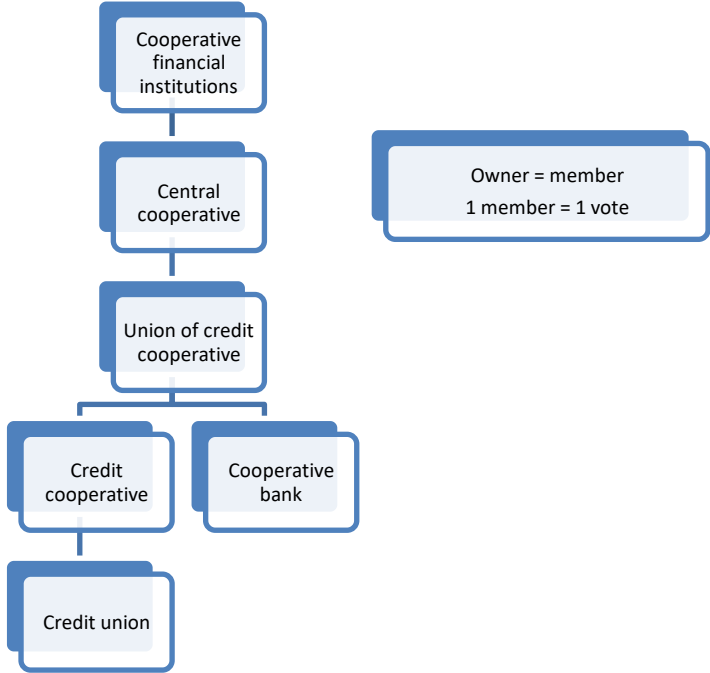 Cooperative
financial
institutions
Central
cooperative
Owner = member
1 member = 1 vote
Union of credit
cooperative
Credit
cooperative
Cooperative
bank
Credit union